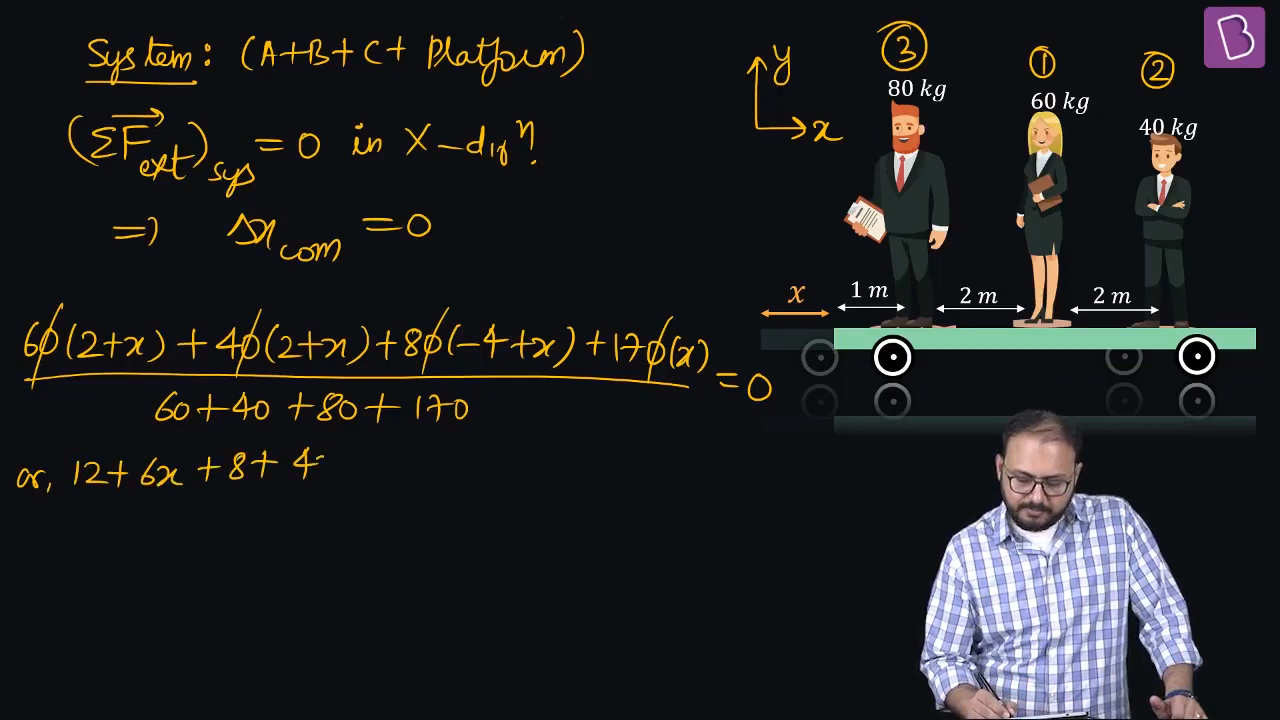 System: (A+B+C+ Platform)
(ΣF⃗ext)sys = 0 in X-dirⁿ!
=> Δxcom = 0
60(2+x) + 40(2+x) + 80(-4+x) + 170(x)
60+40+80+170
= 0
or, 12+6x+8+4
y
x
③
80 kg
①
60 kg
②
40 kg
x
1 m
2 m
2 m
B